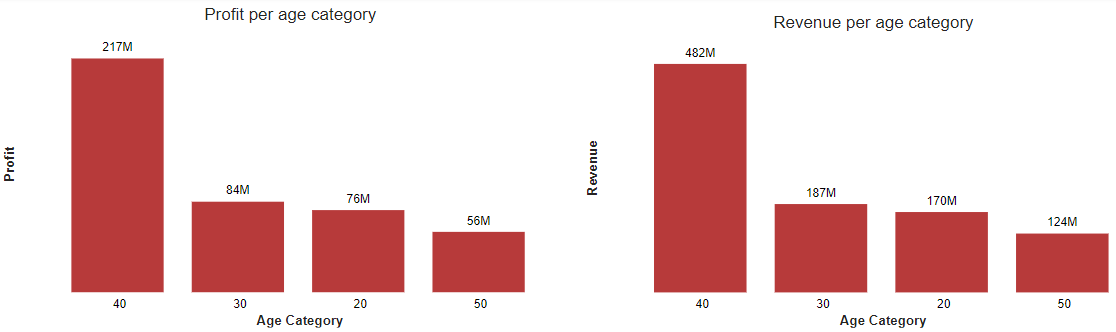 Profit per age category
217M
84M
76M
56M
Profit
40 30 20 50
Age Category
Revenue per age category
482M
187M
170M
124M
Revenue
40 30 20 50
Age Category